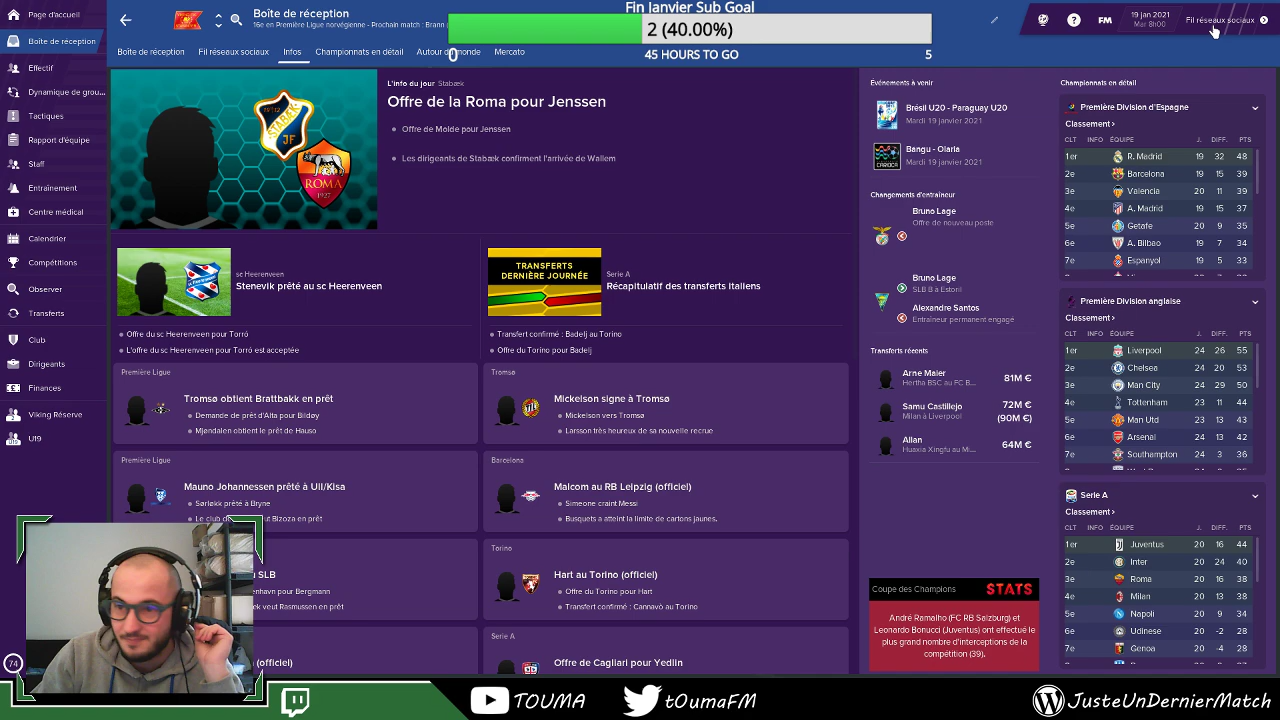 Page d'accueil
Boîte de réception
Effectif
Dynamique de grou...
Tactiques
Rapport d'équipe
Staff
Entraînement
Centre médical
Calendrier
Compétitions
Observer
Transferts
Club
Dirigeants
Finances
Viking Réserve
U19
74
Boîte de réception
16e en Première Ligue norvégienne - Prochain match : Brann
Fin Janvier Sub Goal
2 (40.00%)
0
45 HOURS TO GO
5
FM
19 jan 2021
Mar 8h00
Fil réseaux sociaux
Boîte de réception
Fil réseaux sociaux
Infos
Championnats en détail
Autour du monde
Mercato
L'info du jour Stabæk
Offre de la Roma pour Jenssen
Offre de Molde pour Jenssen
Les dirigeants de Stabæk confirment l'arrivée de Wallem
sc Heerenveen
Stenevik prêté au sc Heerenveen
Offre du sc Heerenveen pour Torró
L'offre du sc Heerenveen pour Torró est acceptée
TRANSFERTS
DERNIÈRE JOURNÉE
Serie A
Récapitulatif des transferts italiens
Transfert confirmé : Badelj au Torino
Offre du Torino pour Badelj
Première Ligue
Tromsø obtient Brattbakk en prêt
Demande de prêt d'Alta pour Bildøy
Mjøndalen obtient le prêt de Hauso
Tromsø
Mickelson signe à Tromsø
Mickelson vers Tromsø
Larsson très heureux de sa nouvelle recrue
Première Ligue
Mauno Johannessen prêté à Ull/Kisa
Sørløkk prêté à Bryne
Barcelona
Malcom au RB Leipzig (officiel)
Simeone craint Messi
Busquets a atteint la limite de cartons jaunes.
Torino
Hart au Torino (officiel)
Offre du Torino pour Hart
Transfert confirmé : Cannavò au Torino
Serie A
Offre de Cagliari pour Yedlin
Evénements à venir
Brésil U20 - Paraguay U20
Mardi 19 janvier 2021
Bangu - Olaria
Mardi 19 janvier 2021
Changements d'entraîneur
Bruno Lage
Offre de nouveau poste
Bruno Lage
SLB B à Estoril
Alexandre Santos
Entraîneur permanent engagé
Transferts récents
Arne Maier
Hertha BSC au FC B...
81M €
Samu Castillejo
Milan à Liverpool
72M €
(90M €)
Allan
Huaxia Xingfu au Mi...
64M €
Coupe des Champions
STATS
André Ramalho (FC RB Salzburg) et
Leonardo Bonucci (Juventus) ont effectué le
plus grand nombre d'interceptions de la
compétition (39).
Championnats en détail
Première Division d'Espagne
Classement
CLT INFO ÉQUIPE J. DIFF. PTS
1er R. Madrid 19 32 48
2e Barcelona 20 15 39
3e Valencia 20 11 39
4e A. Madrid 19 15 37
5e Getafe 20 9 35
6e A. Bilbao 19 7 34
7e Espanyol 19 5 33
Première Division anglaise
Classement
CLT INFO ÉQUIPE J. DIFF. PTS
1er Liverpool 24 26 55
2e Chelsea 24 20 53
3e Man City 24 29 51
4e Tottenham 23 11 44
5e Man Utd 24 13 43
6e Arsenal 24 13 42
7e Southampton 24 3 36
Serie A
Classement
CLT INFO ÉQUIPE J. DIFF. PTS
1er Juventus 20 16 44
2e Inter 20 16 40
3e Roma 20 16 38
4e Milan 20 13 38
5e Napoli 20 9 34
6e Udinese 20 -2 28
7e Genoa 20 -4 28
TOUMA
tOumaFM
JusteUnDernierMatch